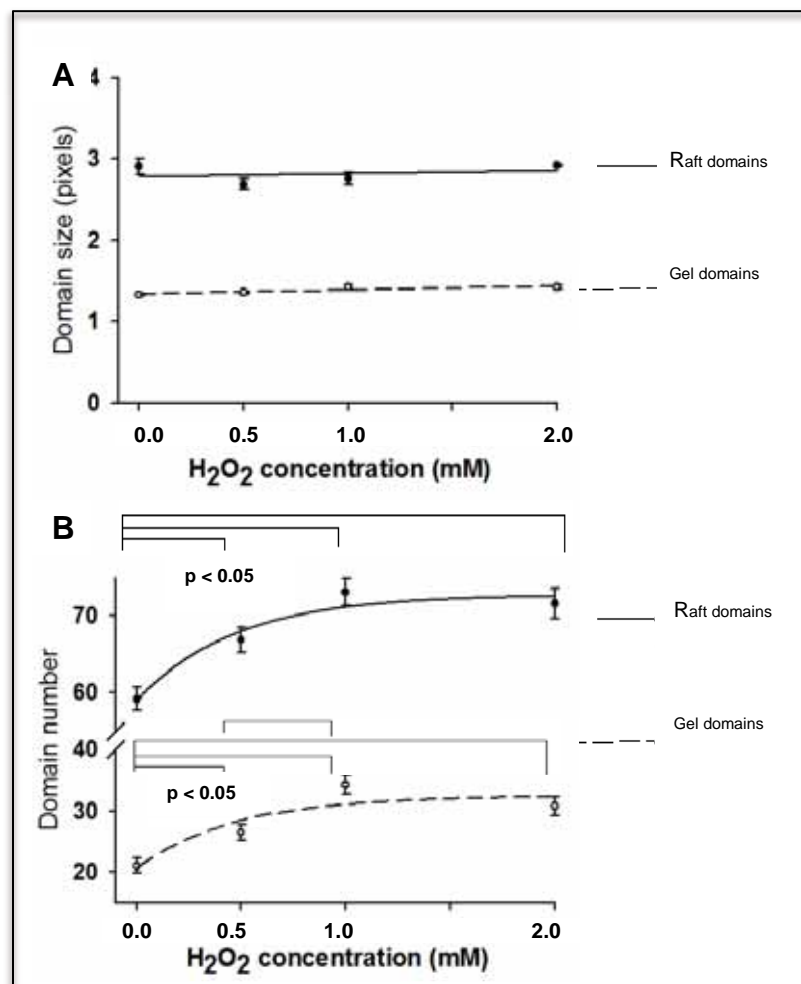 A
4
3
2
1
0
Domain size (pixels)
0.0 0.5 1.0 2.0
H2O2 concentration (mM)
Raft domains
Gel domains
B
p < 0.05
70
60
40
30
20
Domain number
p < 0.05
0.0 0.5 1.0 2.0
H2O2 concentration (mM)
Raft domains
Gel domains